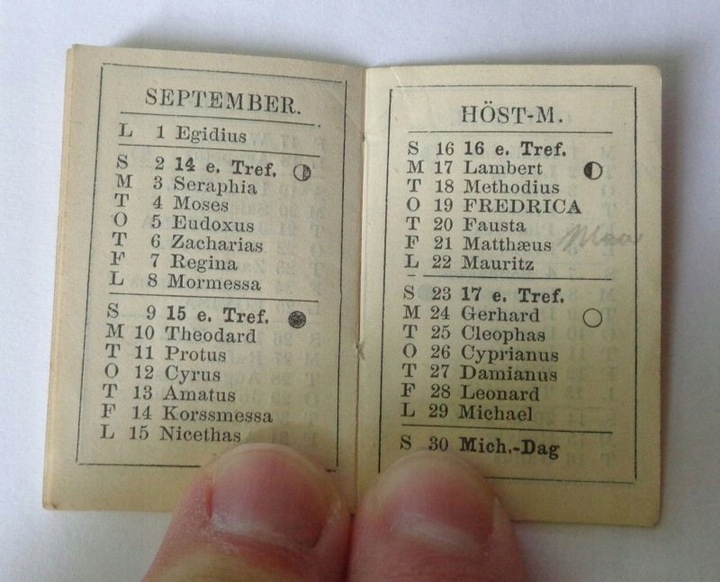 SEPTEMBER.
L 1 Egidius
S 2 14 e. Tref.
M 3 Seraphia
T 4 Moses
O 5 Eudoxus
T 6 Zacharias
F 7 Regina
L 8 Mormessa
S 9 15 e. Tref.
M 10 Theodard
T 11 Protus
O 12 Cyrus
T 13 Amatus
F 14 Korssmessa
L 15 Nicethas
HÖST-M.
S 16 16 e. Tref.
M 17 Lambert
T 18 Methodius
O 19 FREDRICA
T 20 Fausta
F 21 Matthæus
L 22 Mauritz
S 23 17 e. Tref.
M 24 Gerhard
T 25 Cleophas
O 26 Cyprianus
T 27 Damianus
F 28 Leonard
L 29 Michael
S 30 Mich.-Dag